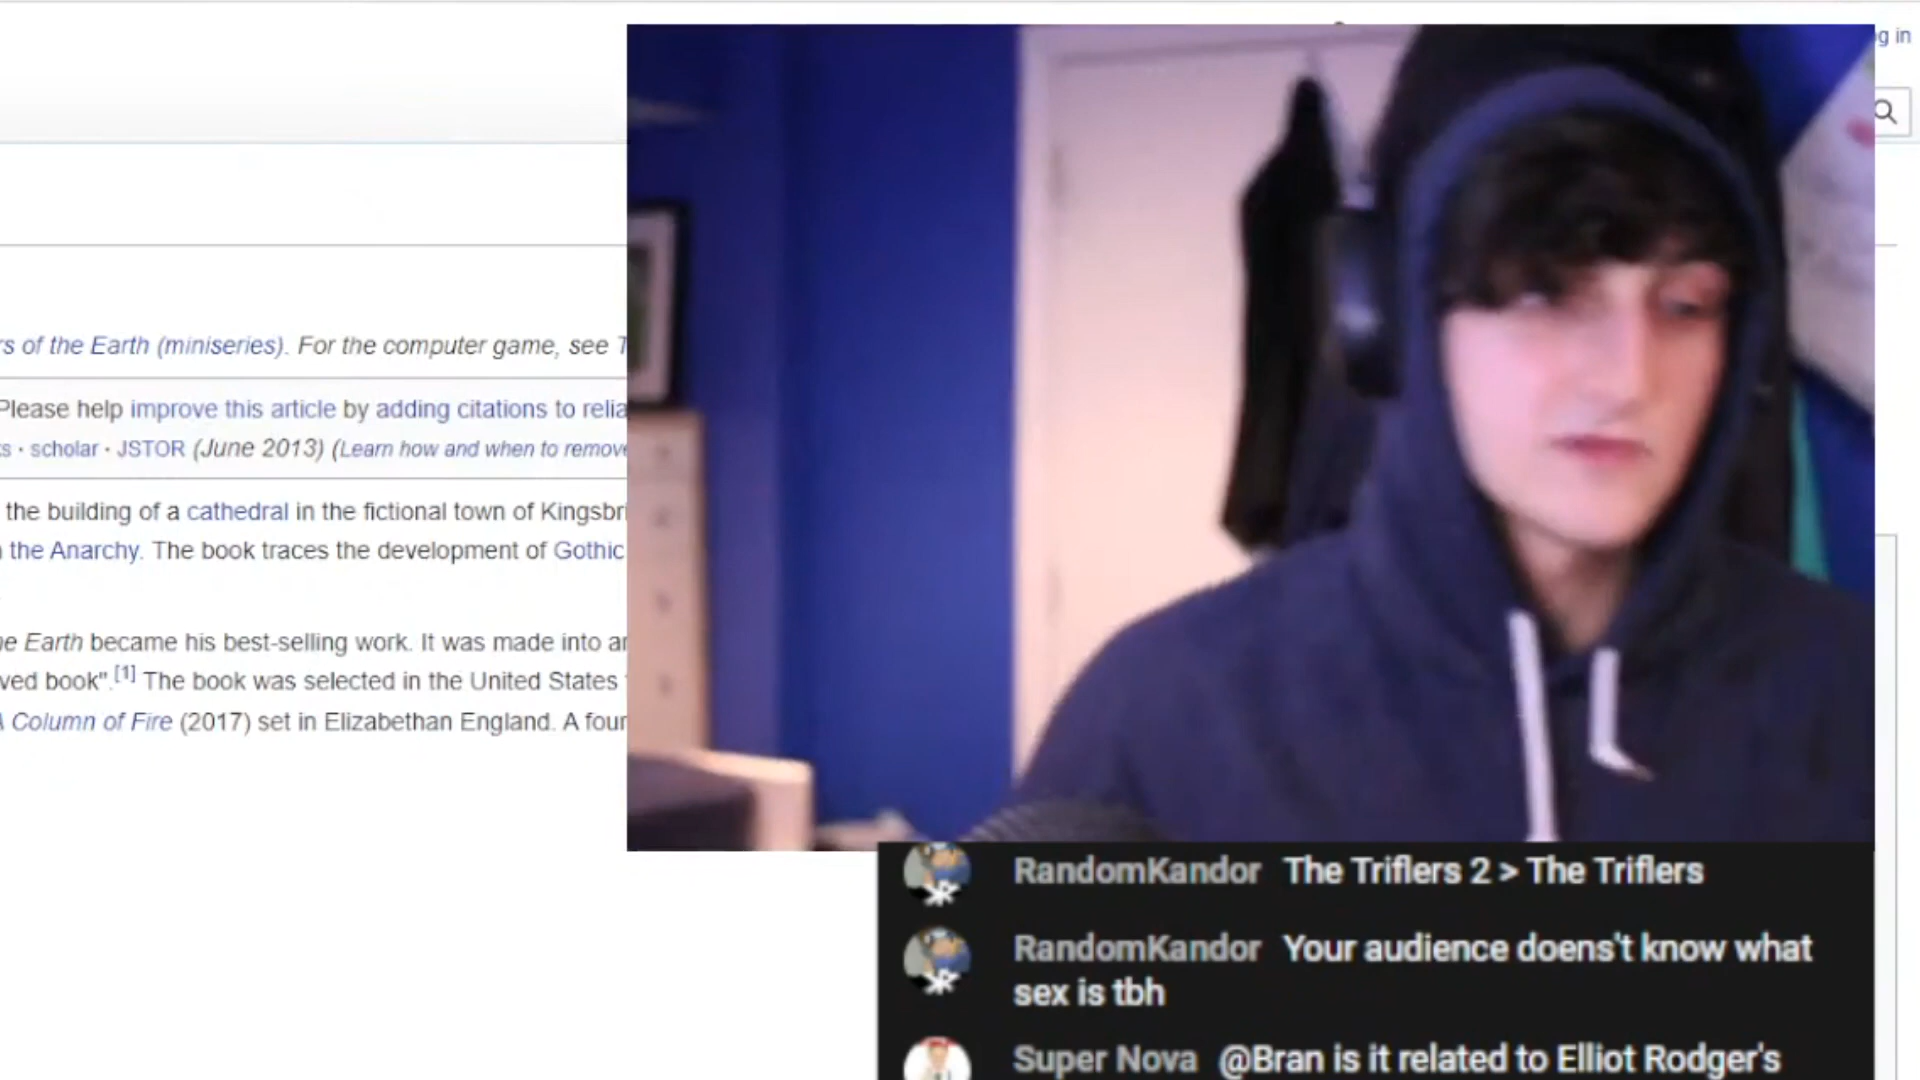 g in
rs of the Earth (miniseries). For the computer game, see T
Please help improve this article by adding citations to relia
s · scholar · JSTOR (June 2013) (Learn how and when to remove
the building of a cathedral in the fictional town of Kingsbri
the Anarchy. The book traces the development of Gothic
he Earth became his best-selling work. It was made into an
ved book".[1] The book was selected in the United States
A Column of Fire (2017) set in Elizabethan England. A four
RandomKandor The Triflers 2 > The Triflers
RandomKandor Your audience doens't know what
sex is tbh
Super Nova @Bran is it related to Elliot Rodger's